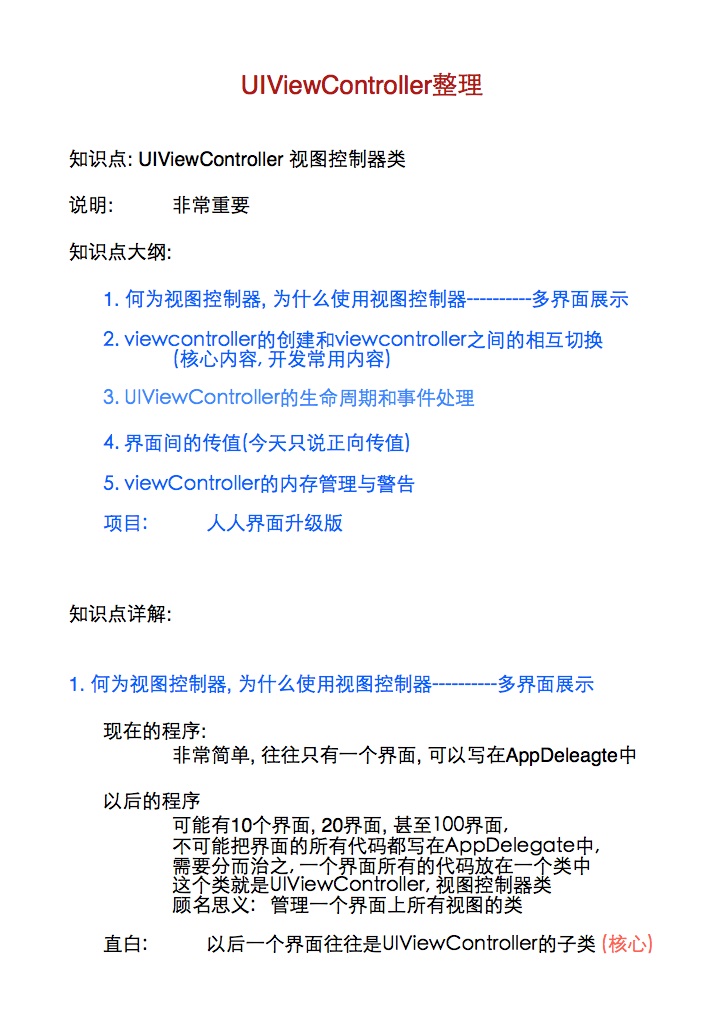 UIViewController整理
知识点: UIViewController 视图控制器类
说明: 非常重要
知识点大纲:
1. 何为视图控制器, 为什么使用视图控制器----------多界面展示
2. viewcontroller的创建和viewcontroller之间的相互切换
(核心内容, 开发常用内容)
3. UIViewController的生命周期和事件处理
4. 界面间的传值(今天只说正向传值)
5. viewController的内存管理与警告
项目: 人人界面升级版
知识点详解:
1. 何为视图控制器, 为什么使用视图控制器----------多界面展示
现在的程序:
非常简单, 往往只有一个界面, 可以写在AppDeleagte中
以后的程序
可能有10个界面, 20界面, 甚至100界面,
不可能把界面的所有代码都写在AppDelegate中,
需要分而治之, 一个界面所有的代码放在一个类中
这个类就是UIViewController, 视图控制器类
顾名思义: 管理一个界面上所有视图的类
直白: 以后一个界面往往是UIViewController的子类 (核心)